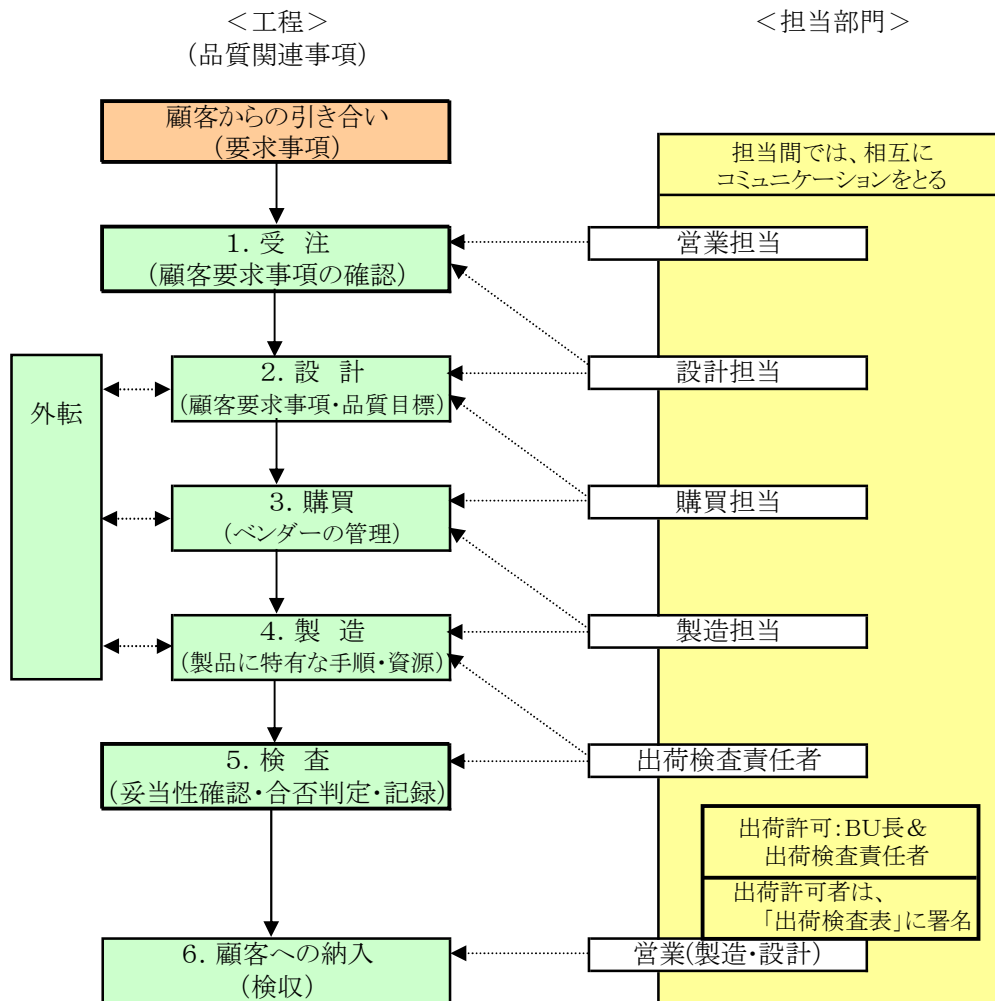 ＜工程＞
(品質関連事項)
＜担当部門＞
顧客からの引き合い
(要求事項)
担当間では、相互に
コミュニケーションをとる
1．受　注
(顧客要求事項の確認)
営業担当
外転
2．設　計
(顧客要求事項・品質目標)
設計担当
3．購買
(ベンダーの管理)
購買担当
4．製　造
(製品に特有な手順・資源)
製造担当
5．検　査
(妥当性確認・合否判定・記録)
出荷検査責任者
出荷許可:BU長＆
出荷検査責任者
出荷許可者は、
「出荷検査表」に署名
6．顧客への納入
(検収)
営業(製造・設計)